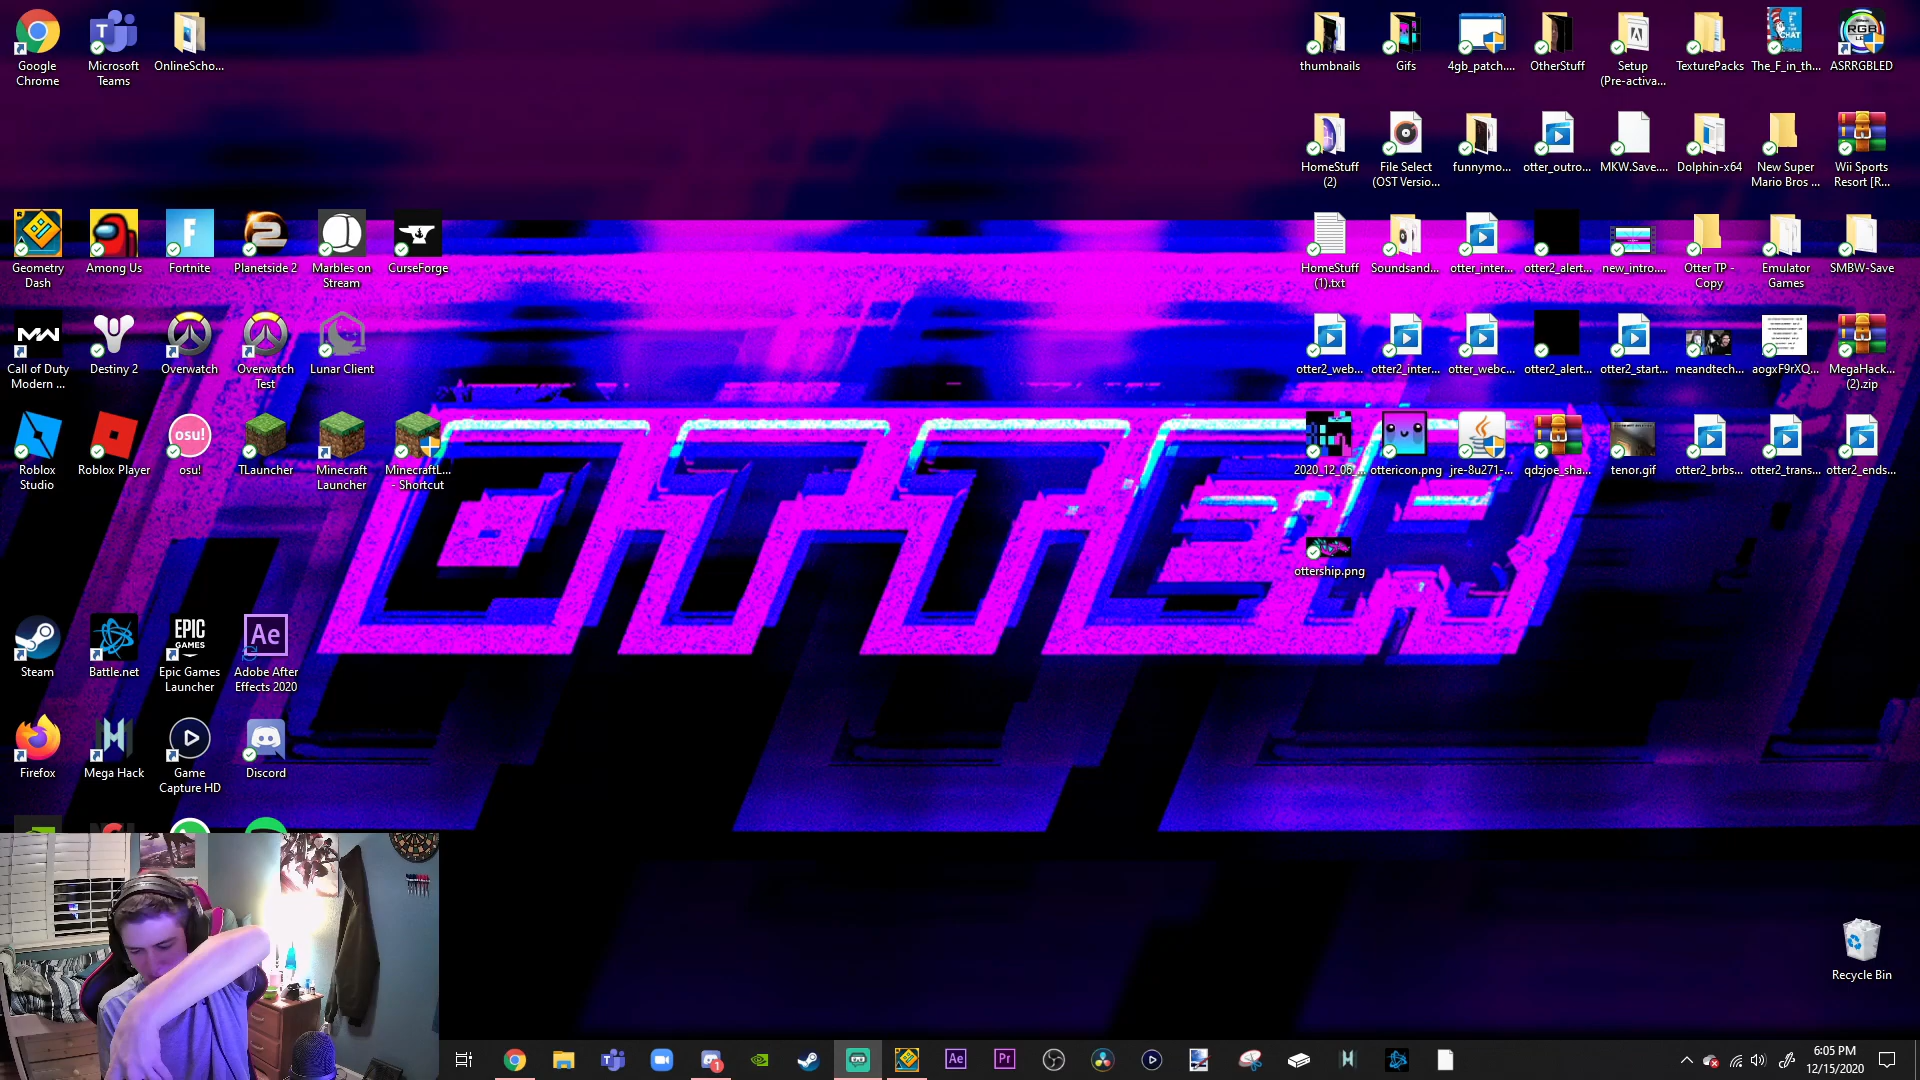 Google
Chrome
Microsoft
Teams
OnlineScho...
thumbnails
Gifs
4gb_patch....
OtherStuff
Setup
(Pre-activa...
TexturePacks
The_F_in_th...
ASRRGBLED
HomeStuff
(2)
File Select
(OST Versio...
funnymo...
otter_outro...
MKW.Save....
Dolphin-x64
New Super
Mario Bros ...
Wii Sports
Resort [R...
Geometry
Dash
Among Us
Fortnite
Planetside 2
Marbles on
Stream
CurseForge
HomeStuff
(1).txt
Soundsand...
otter_inter...
otter2_alert...
new_intro....
Otter TP -
Copy
Emulator
Games
SMBW-Save
Call of Duty
Modern ...
Destiny 2
Overwatch
Overwatch
Test
Lunar Client
otter2_web...
otter2_inter...
otter_webc...
otter2_alert...
otter2_start...
meandtech...
aogxF9rXQ...
MegaHack...
(2).zip
Roblox
Studio
Roblox Player
osu!
osu!
TLauncher
Minecraft
Launcher
MinecraftL...
- Shortcut
2020_12_06_...
ottericon.png
jre-8u271-...
qdzjoe_sha...
tenor.gif
otter2_brbs...
otter2_trans...
otter2_ends...
ottership.png
Steam
Battle.net
EPIC
GAMES
Epic Games
Launcher
Ae
Adobe After
Effects 2020
Firefox
Mega Hack
Game
Capture HD
Discord
Recycle Bin
Ae
Pr
1
6:05 PM
12/15/2020